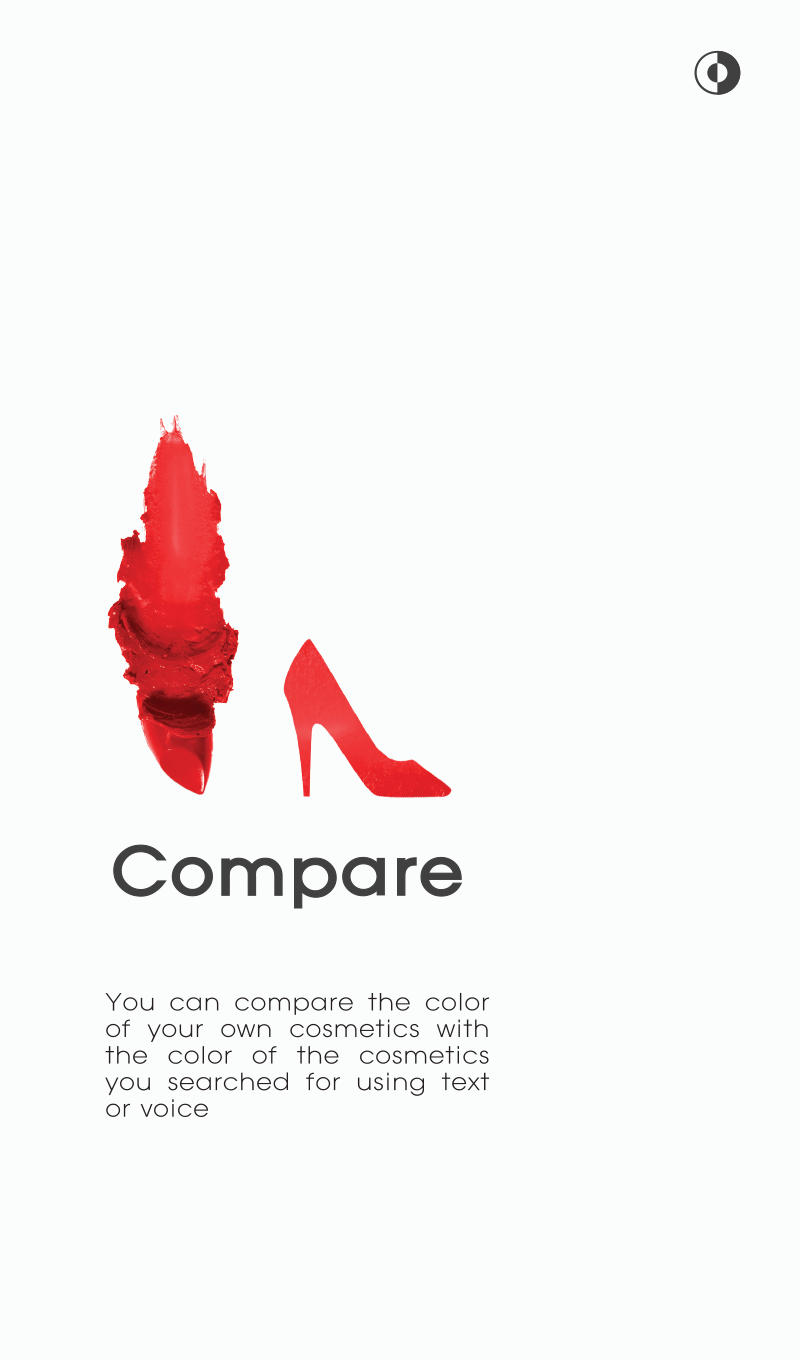 Compare
You can compare the color
of your own cosmetics with
the color of the cosmetics
you searched for using text
or voice